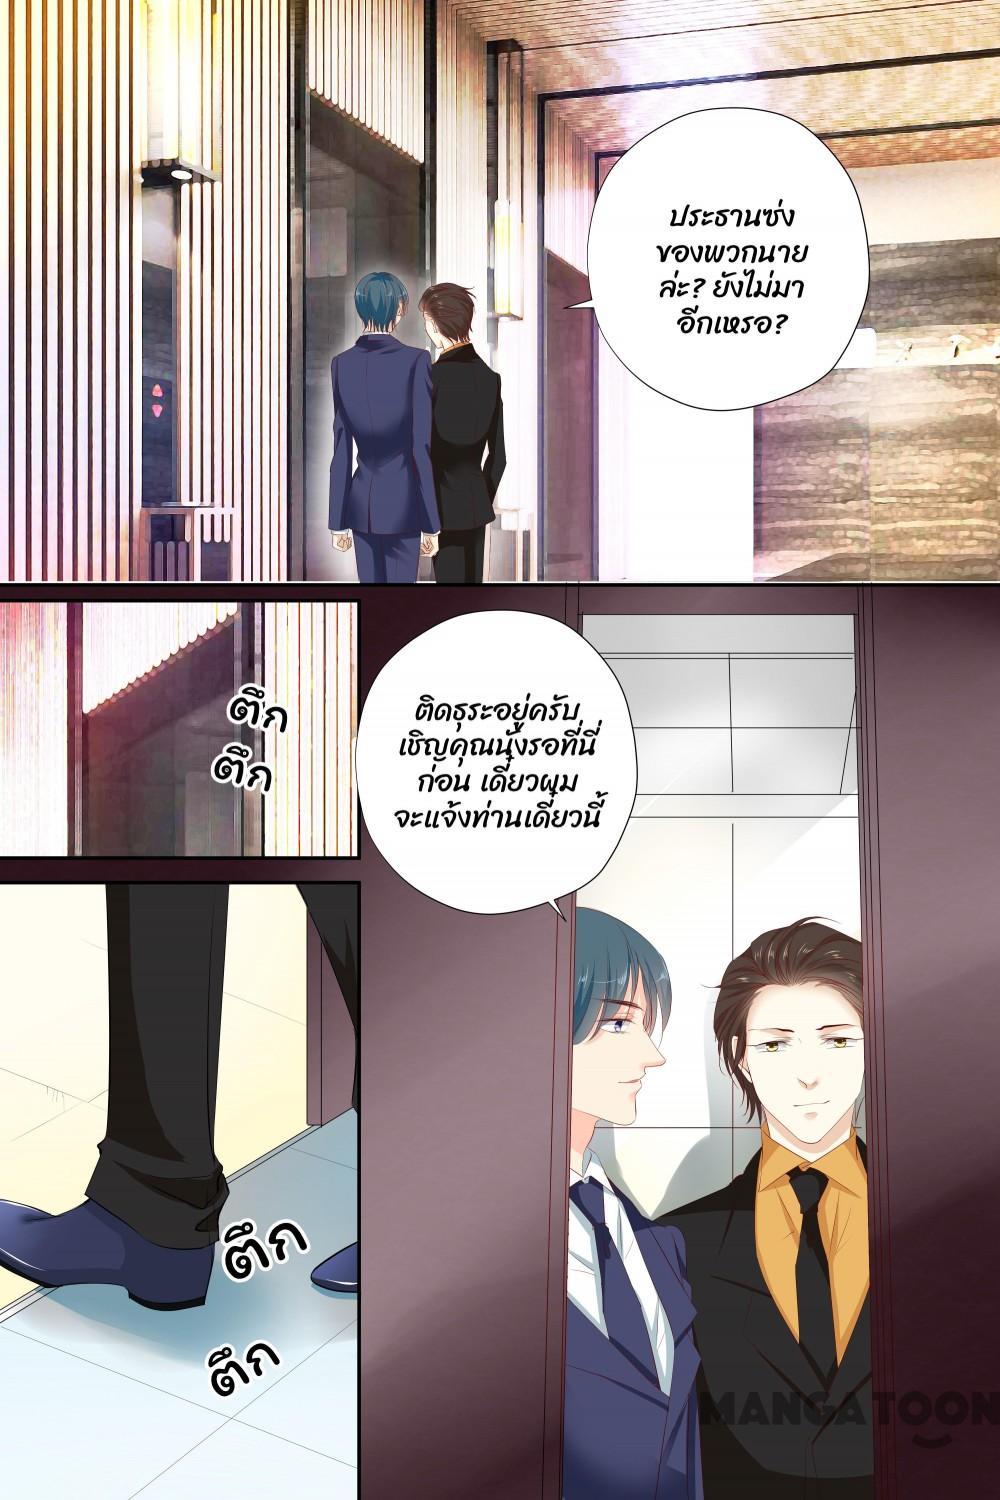 ประธานซ่ง
ของพวกนาย
ล่ะ? ยังไม่มา
อีกเหรอ?
ตึก
ตึก
ติดธุระอยู่ครับ
เชิญคุณนั่งรอที่นี่
ก่อน เดี๋ยวผม
จะแจ้งท่านเดี๋ยวนี้
ตึก
ตึก
MANGATOON